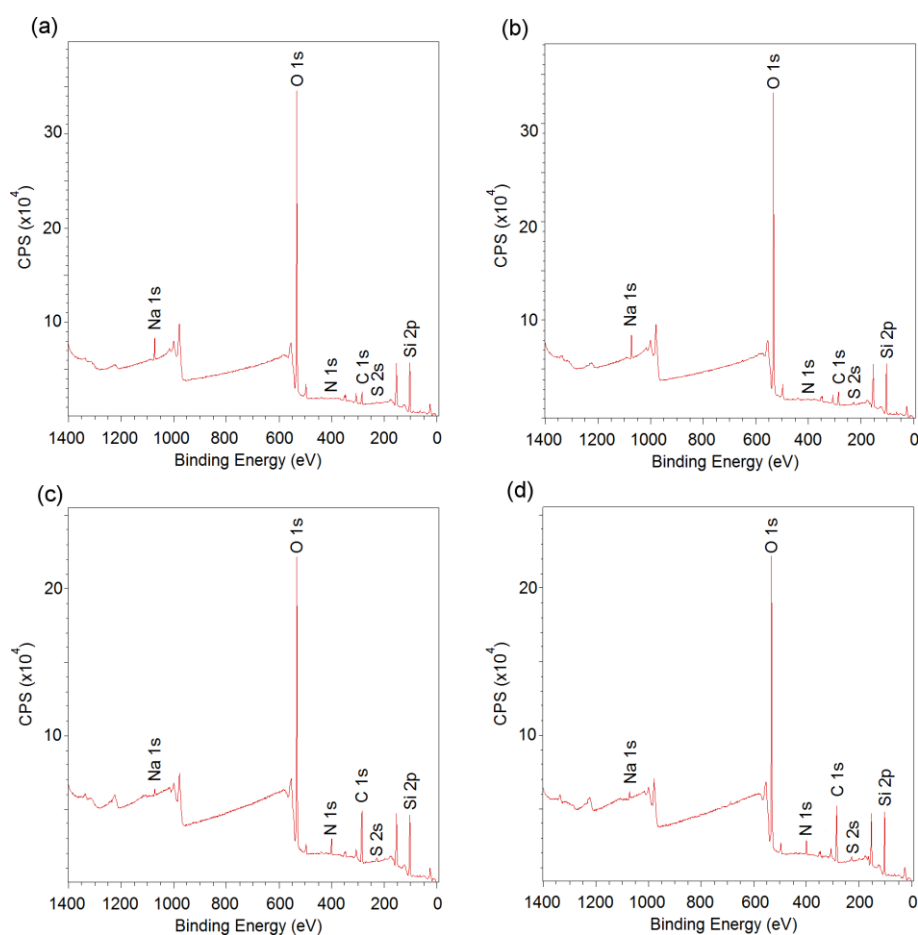 (a)
CPS (x10⁴)
30
20
10
Na 1s
O 1s
N 1s
C 1s
S 2s
Si 2p
1400 1200 1000 800 600 400 200 0
Binding Energy (eV)
(b)
CPS (x10⁴)
30
20
10
Na 1s
O 1s
N 1s
C 1s
S 2s
Si 2p
1400 1200 1000 800 600 400 200 0
Binding Energy (eV)
(c)
CPS (x10⁴)
20
10
Na 1s
O 1s
N 1s
C 1s
S 2s
Si 2p
1400 1200 1000 800 600 400 200 0
Binding Energy (eV)
(d)
CPS (x10⁴)
20
10
Na 1s
O 1s
N 1s
C 1s
S 2s
Si 2p
1400 1200 1000 800 600 400 200 0
Binding Energy (eV)